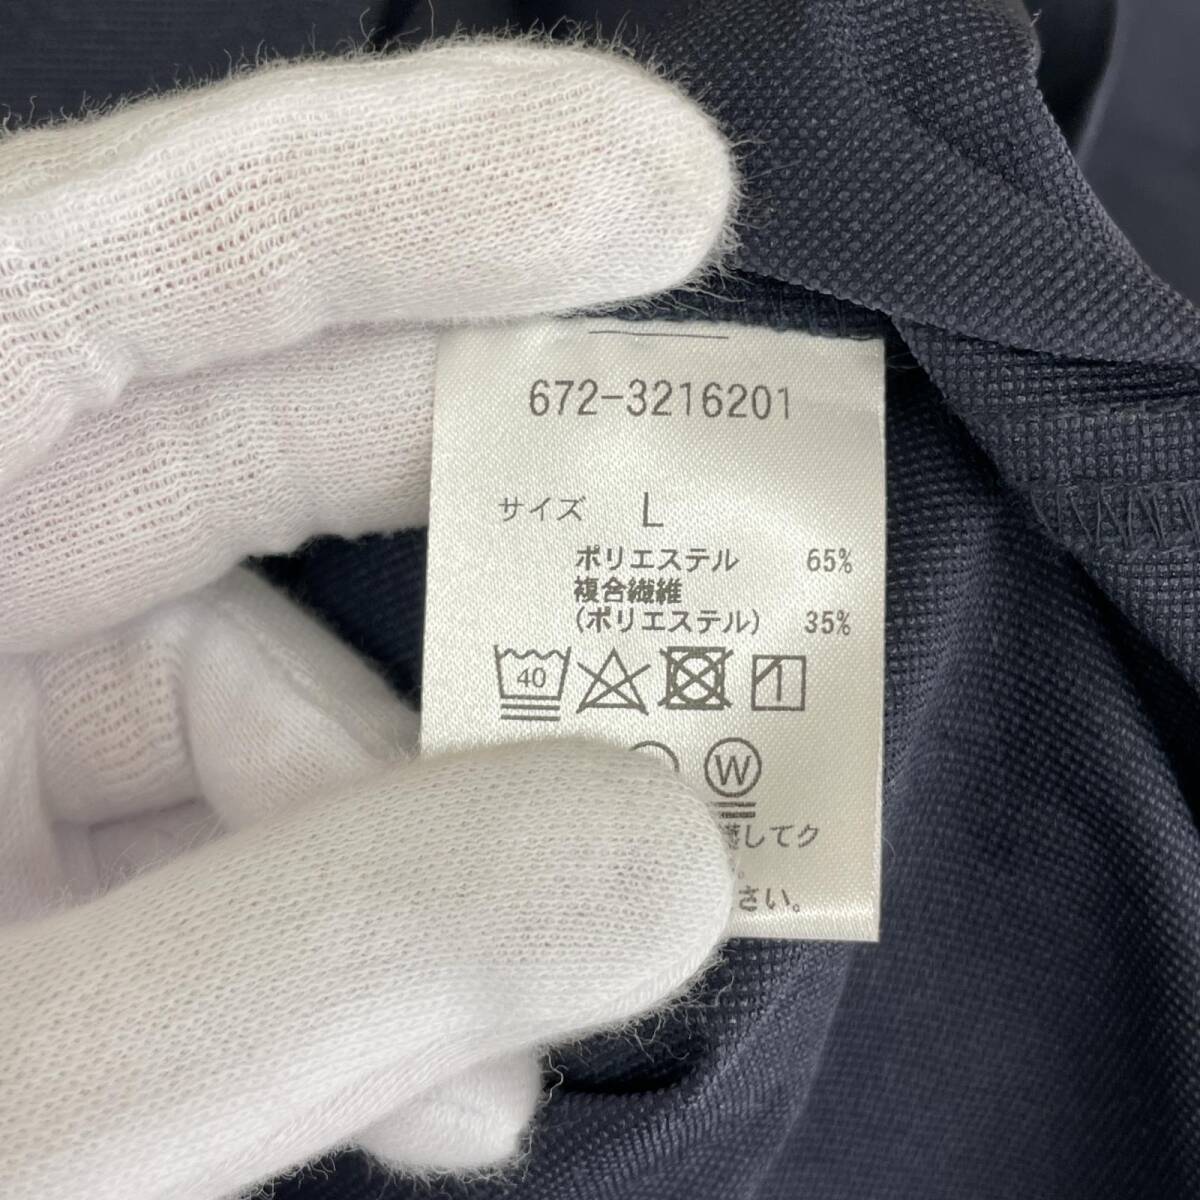 672-3216201
サイズ L
ポリエステル 65%
複合繊維
(ポリエステル) 35%
40
W
してク
さい。